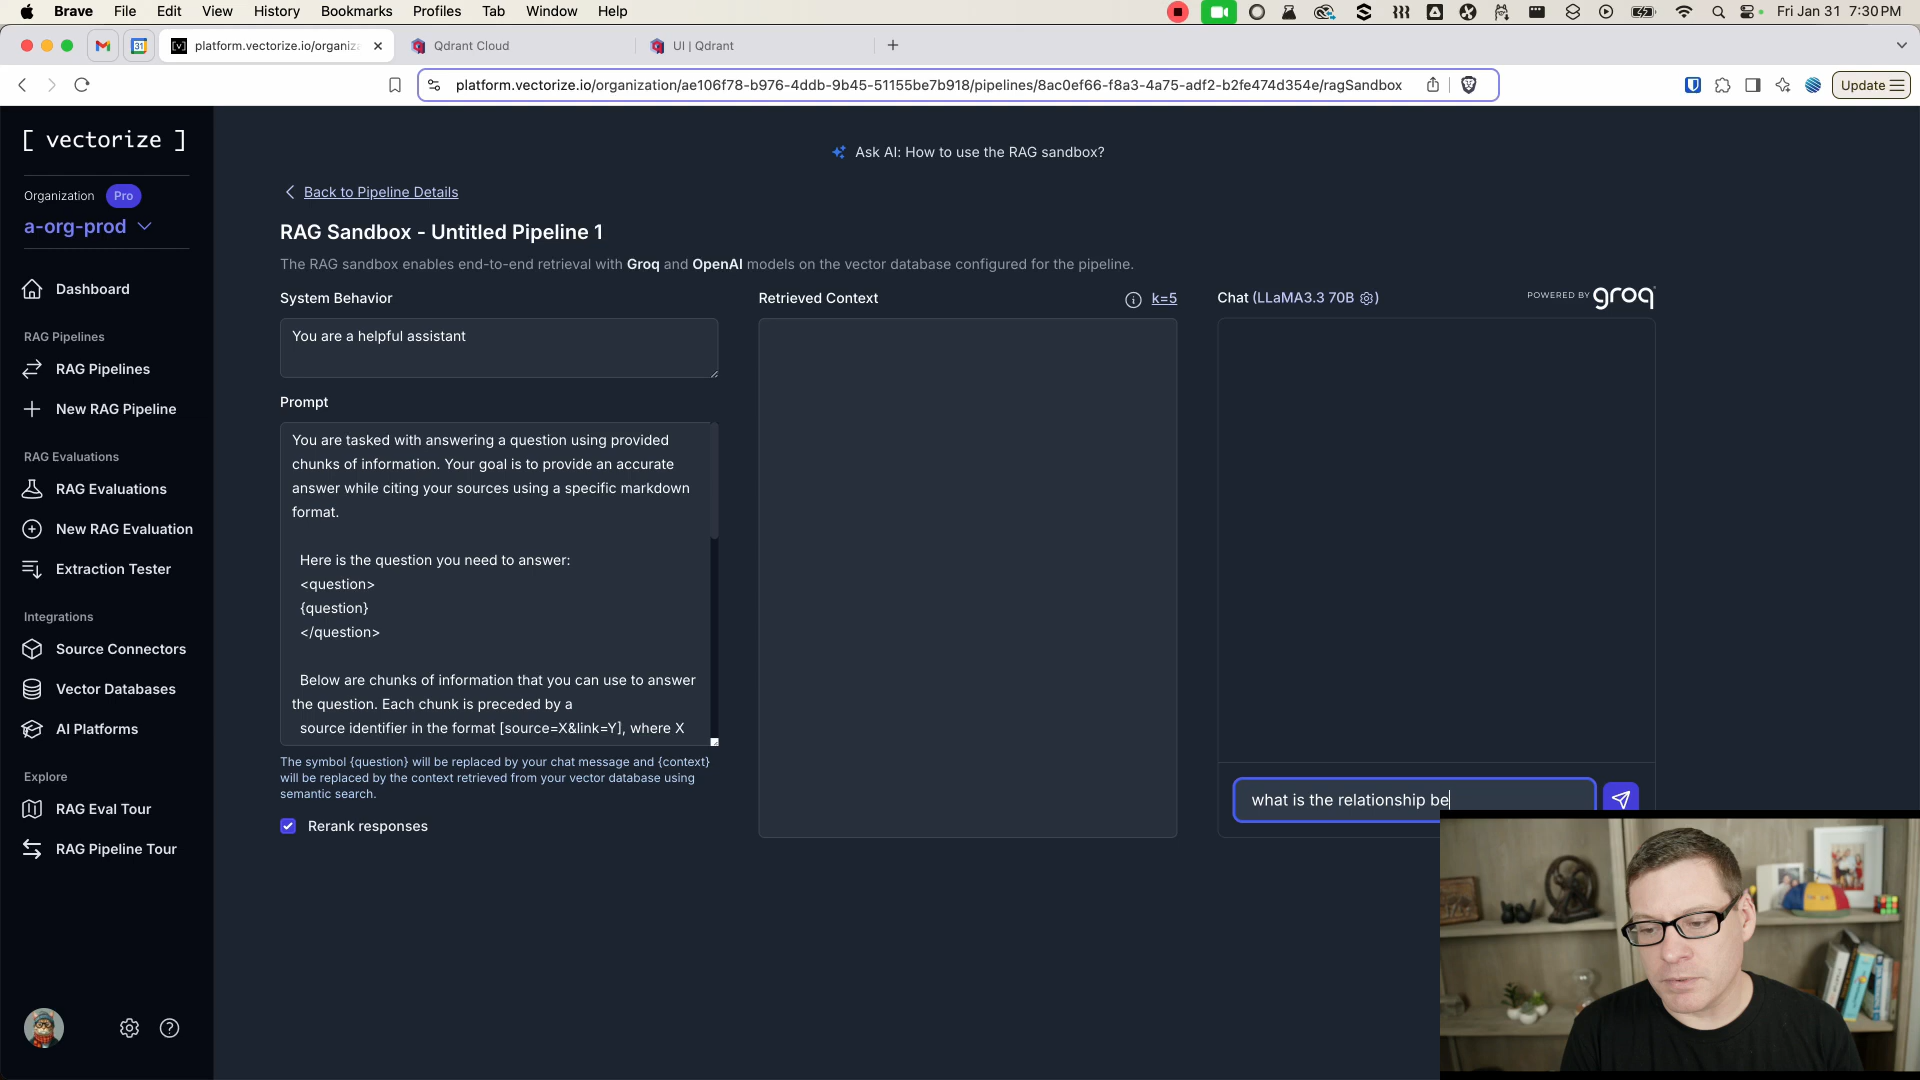 Brave File Edit View History Bookmarks Profiles Tab Window Help Fri Jan 31 7:30 PM
platform.vectorize.io/organiz Qdrant Cloud UI | Qdrant
platform.vectorize.io/organization/ae106f78-b976-4ddb-9b45-51155be7b918/pipelines/8ac0ef66-f8a3-4a75-adf2-b2fe474d354e/ragSandbox Update
[ vectorize ]
Organization Pro
a-org-prod
Dashboard
RAG Pipelines
RAG Pipelines
New RAG Pipeline
RAG Evaluations
RAG Evaluations
New RAG Evaluation
Extraction Tester
Integrations
Source Connectors
Vector Databases
AI Platforms
Explore
RAG Eval Tour
RAG Pipeline Tour
Ask AI: How to use the RAG sandbox?
Back to Pipeline Details
RAG Sandbox - Untitled Pipeline 1
The RAG sandbox enables end-to-end retrieval with Groq and OpenAI models on the vector database configured for the pipeline.
System Behavior
You are a helpful assistant
Prompt
You are tasked with answering a question using provided
chunks of information. Your goal is to provide an accurate
answer while citing your sources using a specific markdown
format.
Here is the question you need to answer:
<question>
{question}
</question>
Below are chunks of information that you can use to answer
the question. Each chunk is preceded by a
source identifier in the format [source=X&link=Y], where X
The symbol {question} will be replaced by your chat message and {context}
will be replaced by the context retrieved from your vector database using
semantic search.
Rerank responses
Retrieved Context k=5
Chat (LLaMA3.3 70B) POWERED BY groq
what is the relationship be